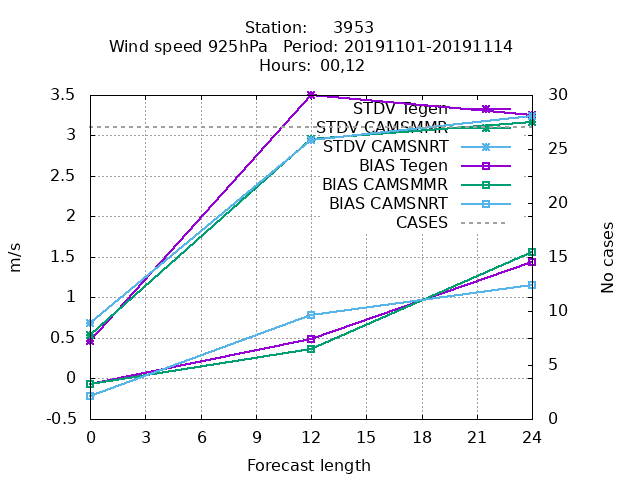 Station: 3953
Wind speed 925hPa Period: 20191101-20191114
Hours: 00,12
3.5
3
2.5
2
1.5
1
0.5
0
-0.5
m/s
STDV Tegen
STDV CAMSMMR
STDV CAMSNRT
BIAS Tegen
BIAS CAMSMMR
BIAS CAMSNRT
CASES
30
25
20
15
10
5
0
No cases
0 3 6 9 12 15 18 21 24
Forecast length